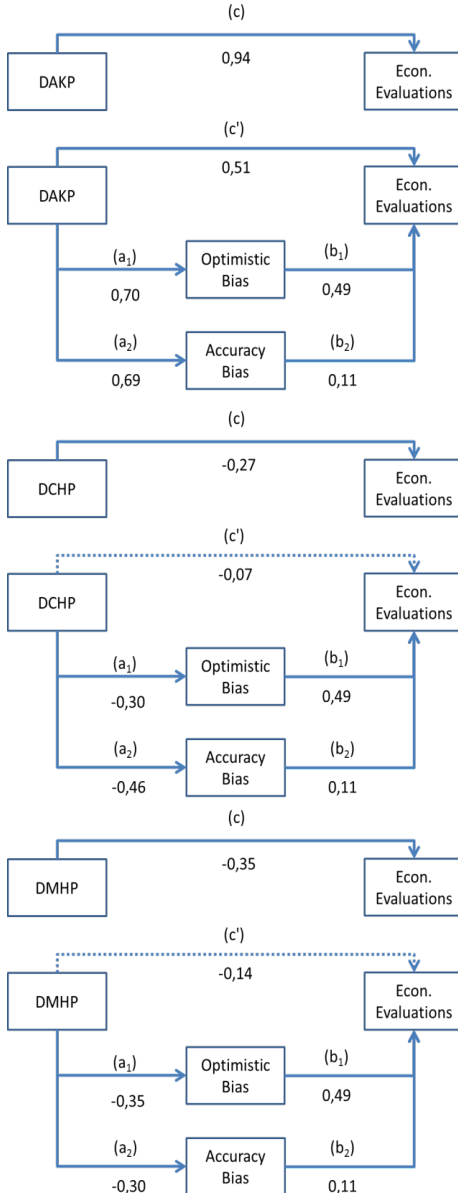 (c)
0,94
DAKP
Econ.
Evaluations
(c')
0,51
DAKP
Econ.
Evaluations
(a₁)
Optimistic
Bias
(b₁)
0,70
0,49
(a₂)
Accuracy
Bias
(b₂)
0,69
0,11
(c)
-0,27
DCHP
Econ.
Evaluations
(c')
-0,07
DCHP
Econ.
Evaluations
(a₁)
Optimistic
Bias
(b₁)
-0,30
0,49
(a₂)
Accuracy
Bias
(b₂)
-0,46
0,11
(c)
-0,35
DMHP
Econ.
Evaluations
(c')
-0,14
DMHP
Econ.
Evaluations
(a₁)
Optimistic
Bias
(b₁)
-0,35
0,49
(a₂)
Accuracy
Bias
(b₂)
-0,30
0,11